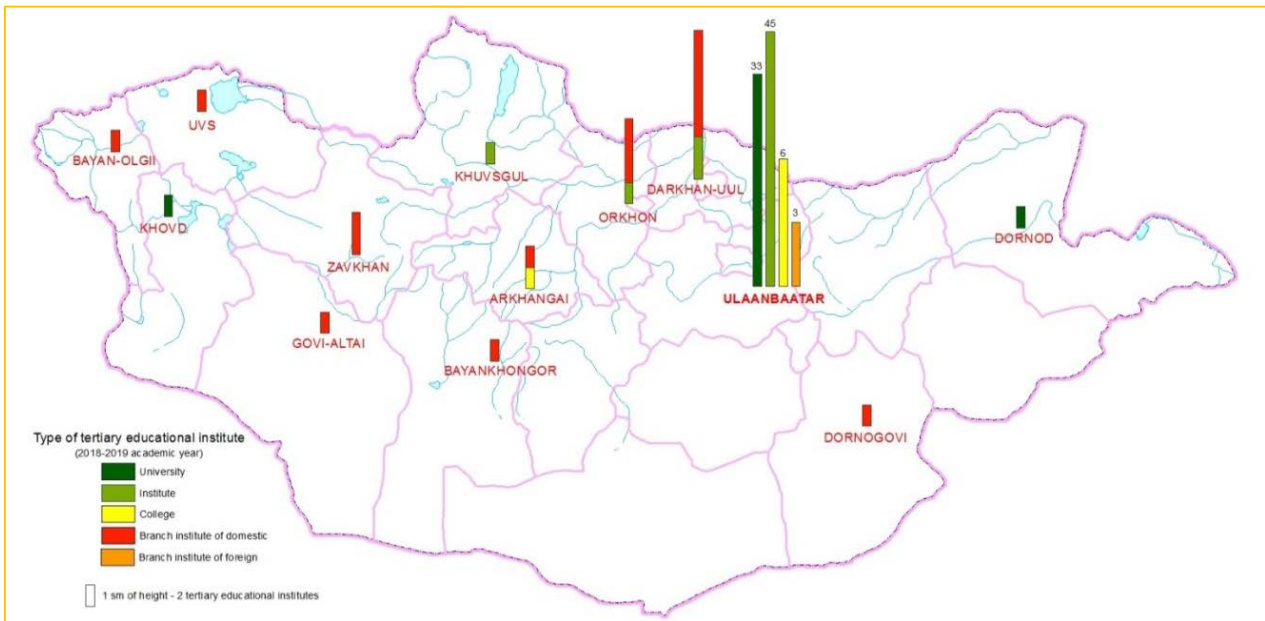 45
33
6
3
UVS
BAYAN-OLGII
KHOVD
ZAVKHAN
GOVI-ALTAI
KHUVSGUL
ARKHANGAI
BAYANKHONGOR
ORKHON
DARKHAN-UUL
ULAANBAATAR
DORNOD
DORNOGOVI
Type of tertiary educational institute
(2018-2019 academic year)
University
Institute
College
Branch institute of domestic
Branch institute of foreign
1 sm of height - 2 tertiary educational institutes